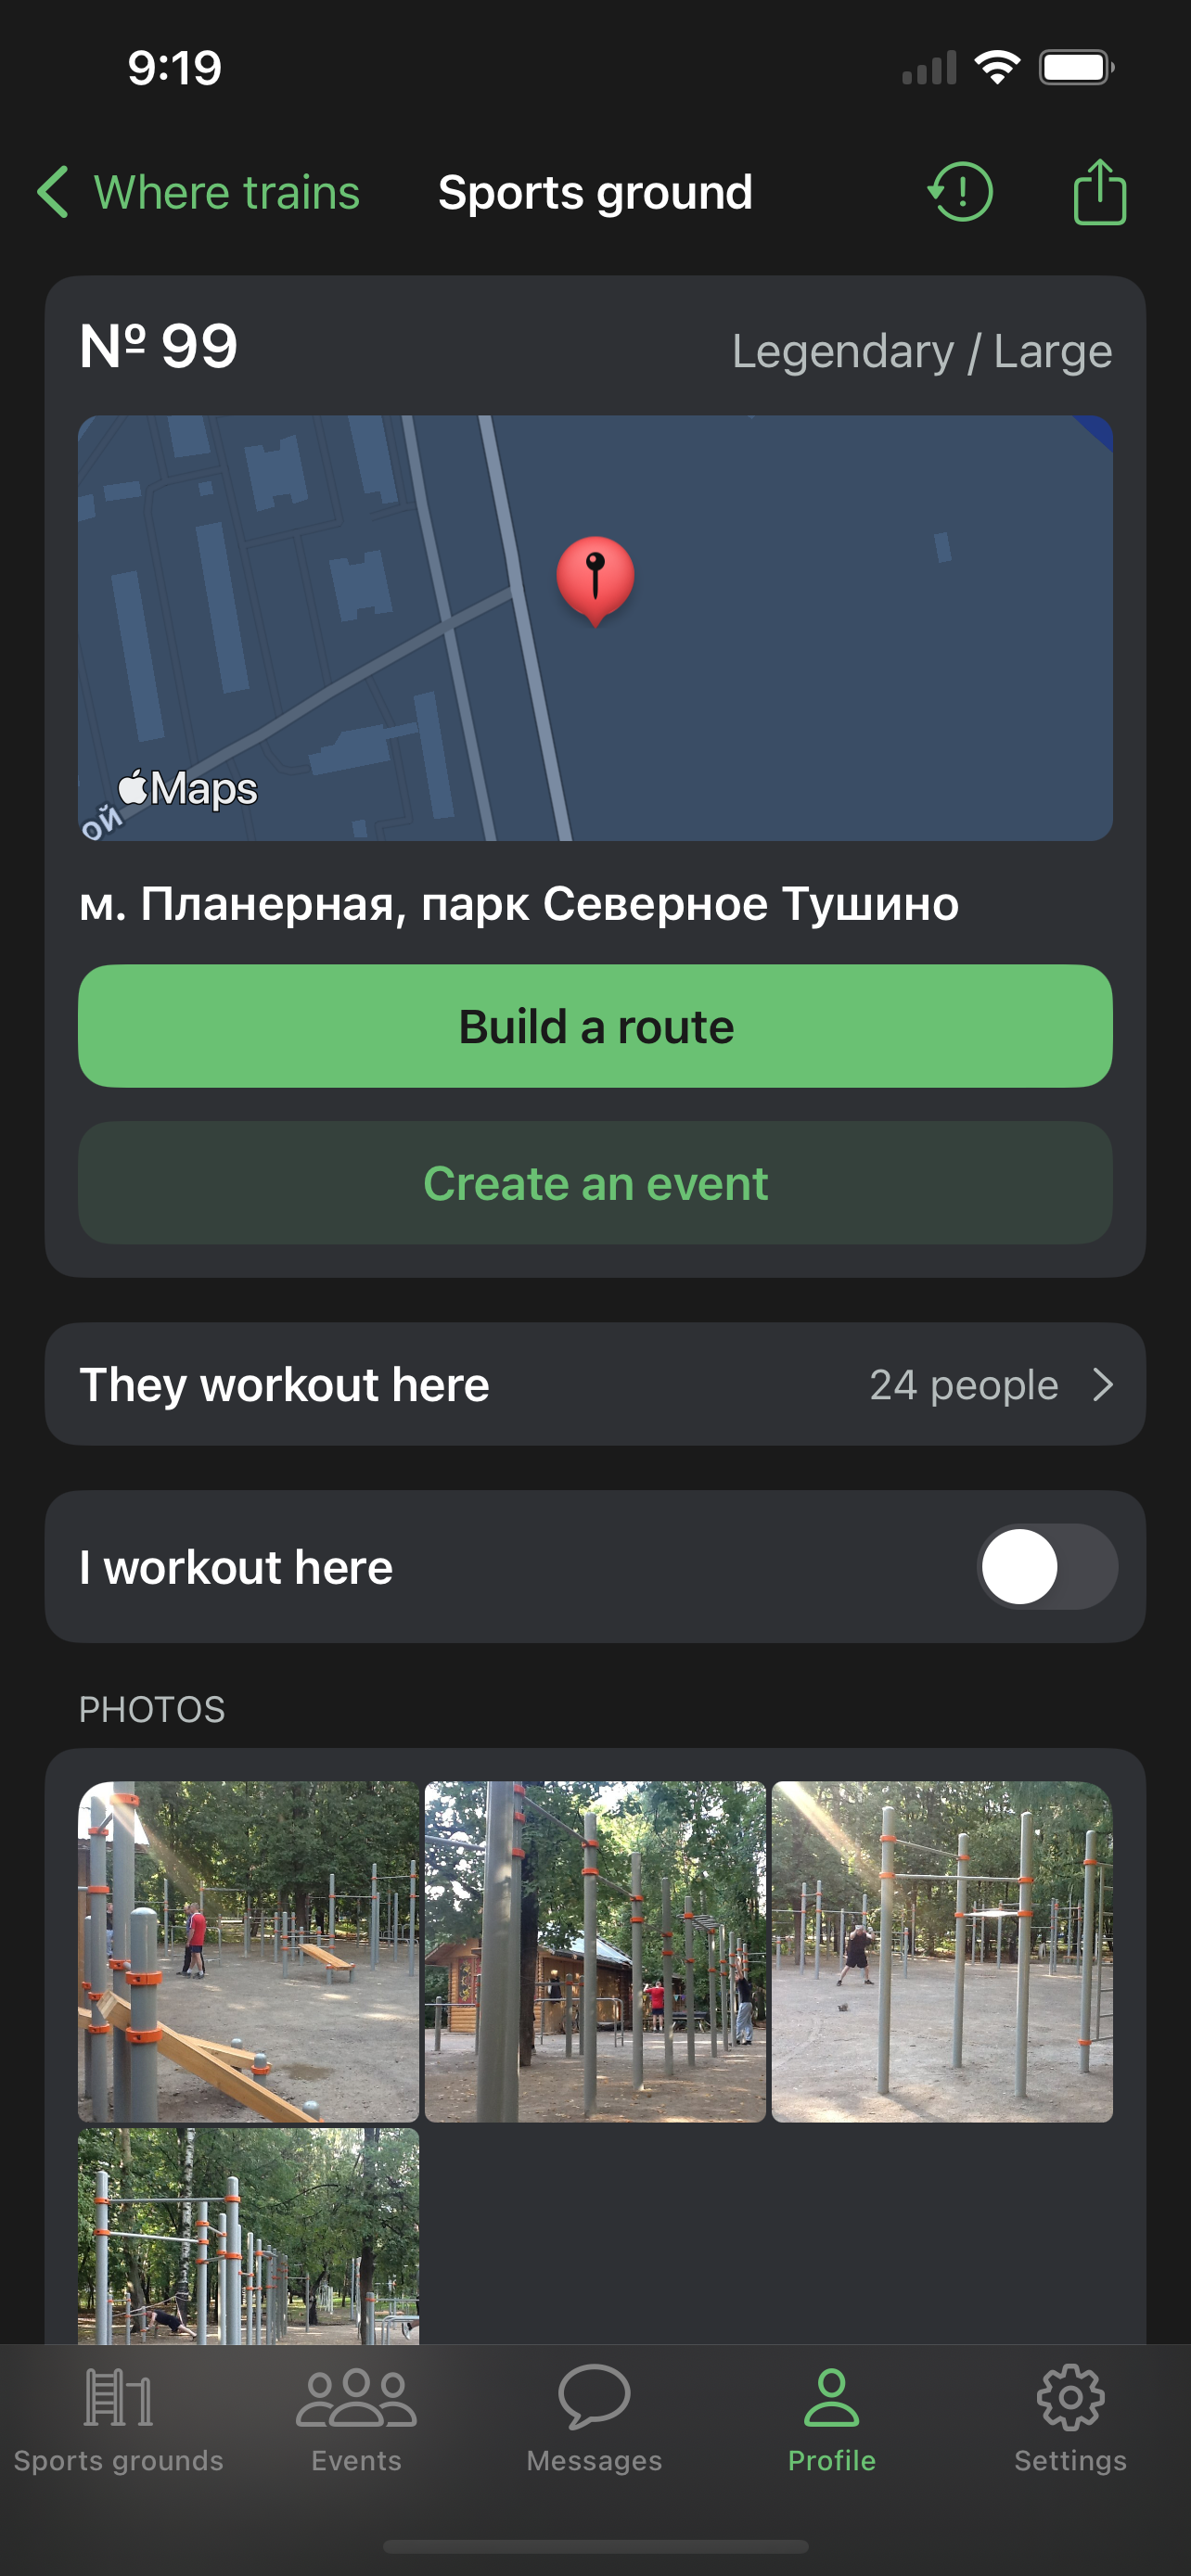 9:19
Where trains
Sports ground
№ 99
Legendary / Large
ой
Maps
м. Планерная, парк Северное Тушино
Build a route
Create an event
They workout here
24 people
I workout here
PHOTOS
Sports grounds
Events
Messages
Profile
Settings